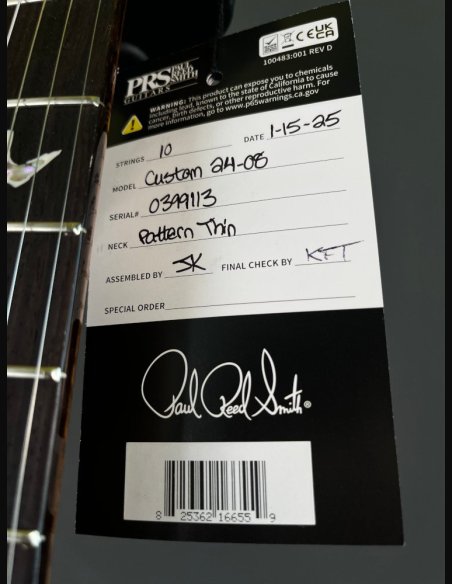 UK CA CE
100483:001 REV D
PRS PAUL REED SMITH
GUITARS
WARNING: This product can expose you to chemicals
including lead, known to the state of California to cause
cancer, birth defects, or other reproductive harm. For
more information, go to www.p65warnings.ca.gov
STRINGS 10 DATE 1-15-25
MODEL Custom 24-08
SERIAL# 0399113
NECK Pattern Thin
ASSEMBLED BY SK FINAL CHECK BY KFT
SPECIAL ORDER
Paul Reed Smith®
8 25362 16655 9